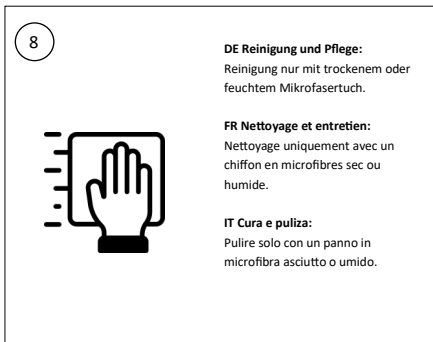 8
DE Reinigung und Pflege:
Reinigung nur mit trockenem oder
feuchtem Mikrofasertuch.
FR Nettoyage et entretien:
Nettoyage uniquement avec un
chiffon en microfibres sec ou
humide.
IT Cura e puliza:
Pulire solo con un panno in
microfibra asciutto o umido.